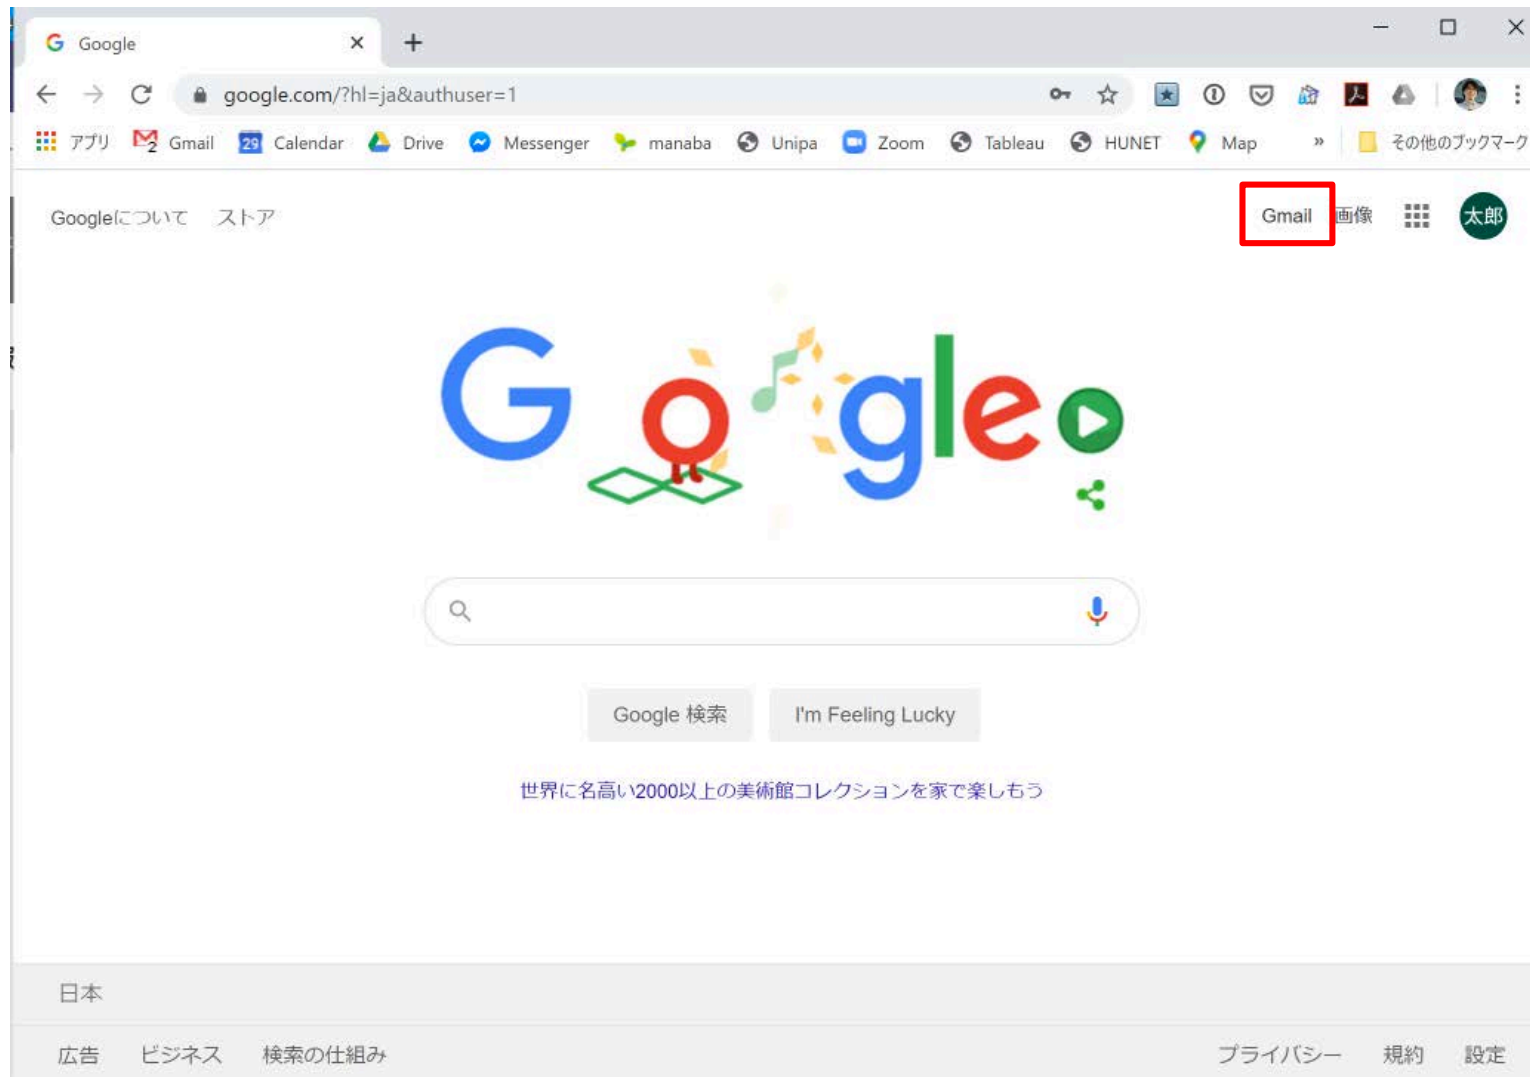 Google
google.com/?hl=ja&authuser=1
アプリ Gmail 29 Calendar Drive Messenger manaba Unipa Zoom Tableau HUNET Map » その他のブックマーク
Googleについて ストア Gmail 画像 太郎
Google
Google 検索 I'm Feeling Lucky
世界に名高い2000以上の美術館コレクションを家で楽しもう
日本
広告 ビジネス 検索の仕組み プライバシー 規約 設定